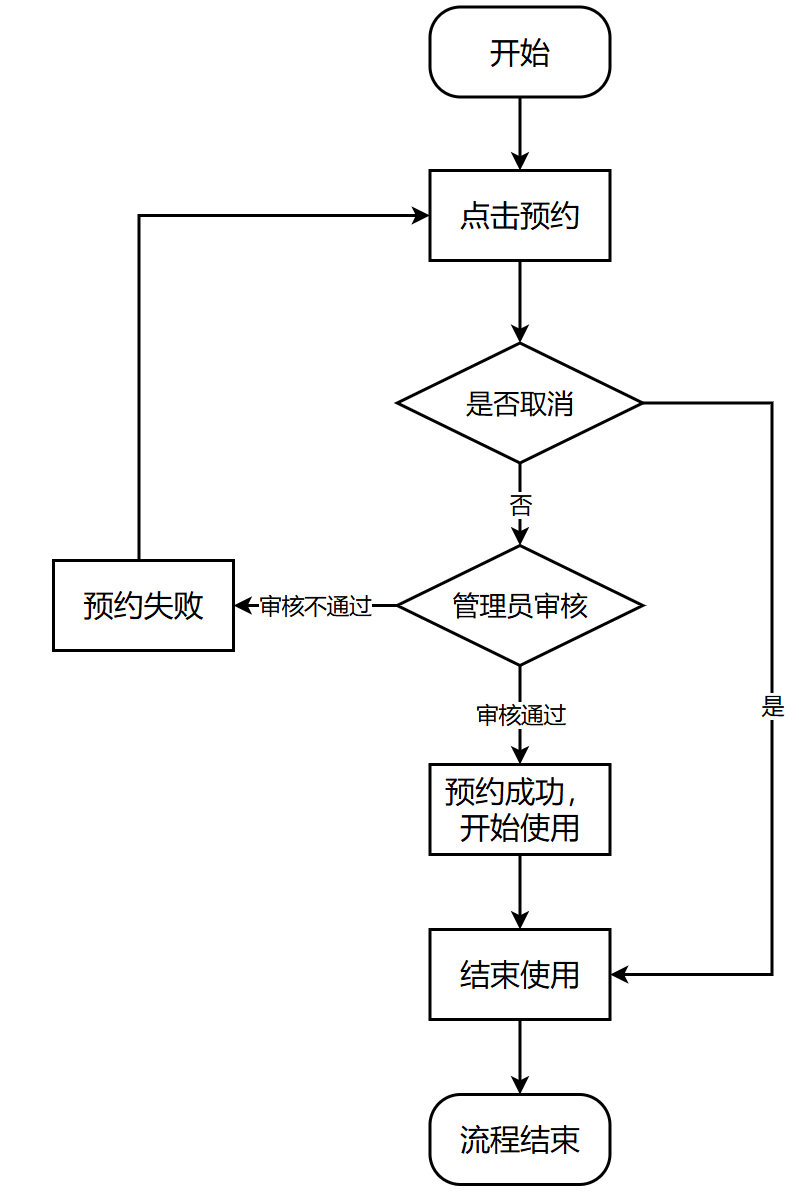 开始
点击预约
是否取消
否
预约失败
审核不通过
管理员审核
是
审核通过
预约成功，
开始使用
结束使用
流程结束